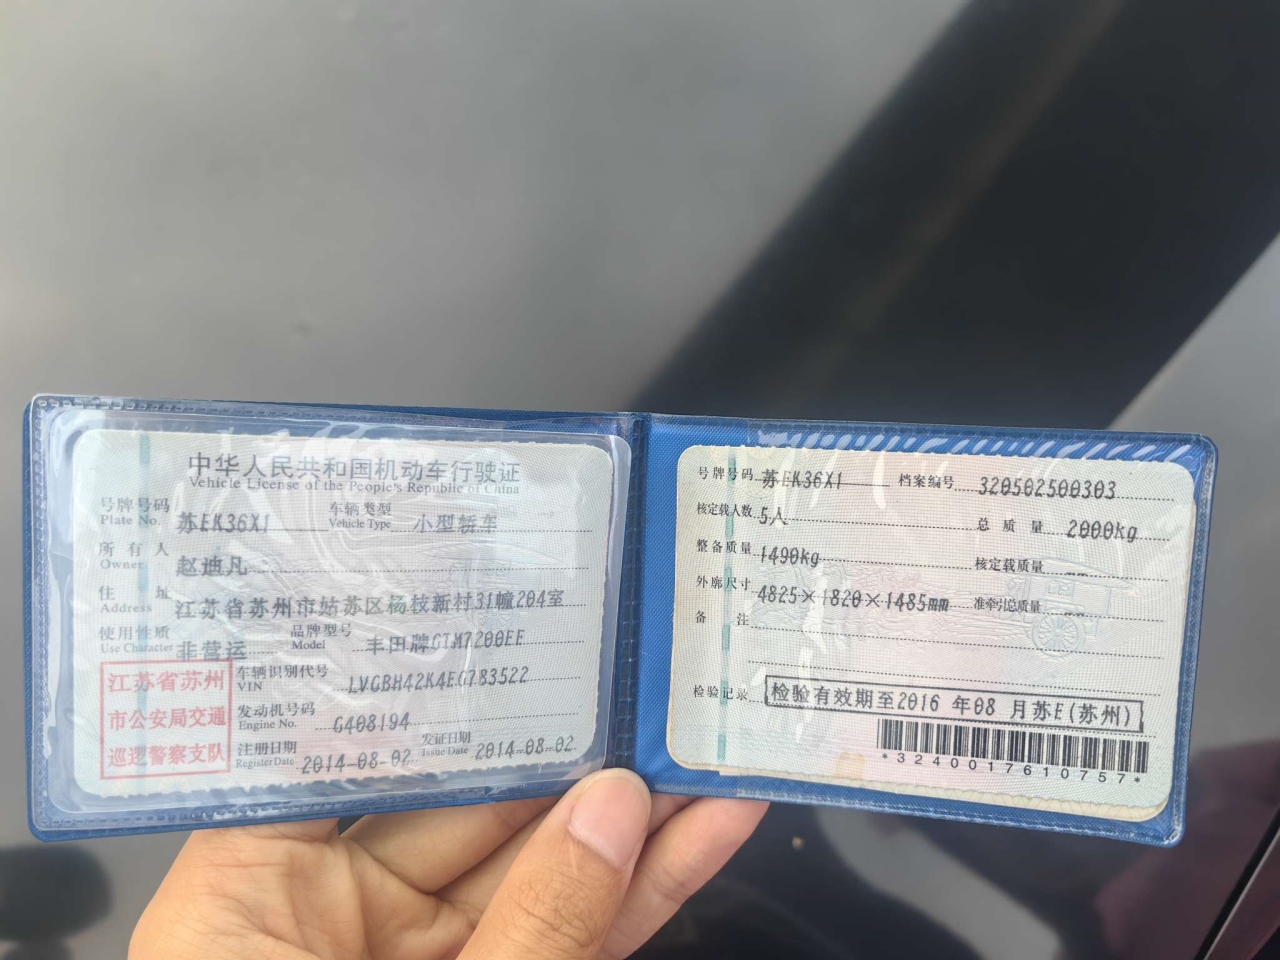 中华人民共和国机动车行驶证
Vehicle License of the People's Republic of China
号牌号码 苏EK36X1 车辆类型 小型轿车
Plate No. Vehicle Type
所有人 赵迪凡
Owner
住址 江苏省苏州市姑苏区杨枝新村31幢204室
Address
使用性质 非营运 品牌型号 丰田牌GTM7200EE
Use Character Model
江苏省苏州
市公安局交通
巡逻警察支队
车辆识别代号 LVGBH42K4EG783522
VIN
发动机号码 G408194
Engine No.
注册日期 2014-08-02 发证日期 2014-08-02
Register Date Issue Date
号牌号码 苏EK36X1 档案编号 320502500303
核定载人数 5人 总质量 2000kg
整备质量 1490kg 核定载质量 --
外廓尺寸 4825×1820×1485mm 准牵引总质量 --
备注
检验记录 检验有效期至2016年08月苏E(苏州)
*3240017610757*